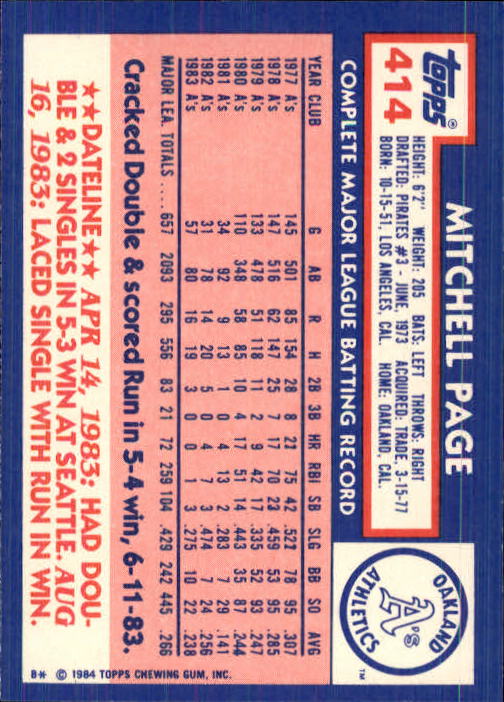 topps®
414
MITCHELL PAGE
HEIGHT: 6'2" WEIGHT: 205 BATS: LEFT THROWS: RIGHT
DRAFTED: PIRATES #3 - JUNE, 1973 ACQUIRED: TRADE, 3-15-77
BORN: 10-15-51, LOS ANGELES, CAL. HOME: OAKLAND, CAL.
OAKLAND
A's
ATHLETICS
TM
COMPLETE MAJOR LEAGUE BATTING RECORD
YEAR CLUB G AB R H 2B 3B HR RBI SB SLG BB SO AVG
1977 A's 145 501 85 154 28 8 21 75 42 .521 78 95 .307
1978 A's 147 516 62 147 25 7 17 70 23 .459 53 95 .285
1979 A's 133 478 51 118 11 2 9 42 17 .335 52 93 .247
1980 A's 110 348 58 85 10 4 17 51 14 .443 35 87 .244
1981 A's 34 92 9 13 1 0 4 13 2 .283 7 29 .141
1982 A's 31 78 14 20 5 0 4 7 3 .474 7 24 .256
1983 A's 57 80 16 19 3 0 0 1 3 .275 10 22 .238
MAJOR LEA. TOTALS .... 657 2093 295 556 83 21 72 259 104 .429 242 445 .266
Cracked Double & scored Run in 5-4 win, 6-11-83.
★★DATELINE★★ APR 14, 1983: HAD DOU-
BLE & 2 SINGLES IN 5-3 WIN AT SEATTLE. AUG
16, 1983: LACED SINGLE WITH RUN IN WIN.
B* © 1984 TOPPS CHEWING GUM, INC.